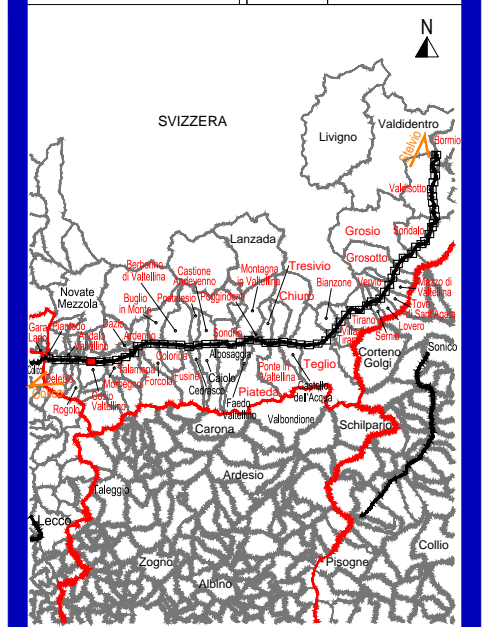 N
SVIZZERA
Livigno
Valdidentro
Stelvio
Bormio
Valdisotto
Grosio
Sondalo
Lanzada
Grosotto
Tresivio
Montagna
in Valtellina
Castione
Andevenno
Berbenno
di Valtellina
Chiuro
Bianzone
Vervio
Mazzo di
Valtellina
Tovo
di Sant'Agata
Lovero
Sernio
Tirano
Villa di
Tirano
Novate
Mezzola
Buglio
in Monte
Postalesio
Poggiridenti
Dazio
Ardenno
Sondrio
Gera
Lario
Piantedo
Andalo
Valtellino
Colico
Delebio
Rogolo
Cosio
Valtellino
Morbegno
Talamona
Forcola
Colorina
Fusine
Cedrasco
Caiolo
Albosaggia
Faedo
Valtellino
Piateda
Ponte in
Valtellina
Castello
dell'Acqua
Teglio
Corteno
Golgi
Sonico
Carona
Valbondione
Schilpario
Ardesio
Taleggio
Lecco
Zogno
Albino
Pisogne
Collio